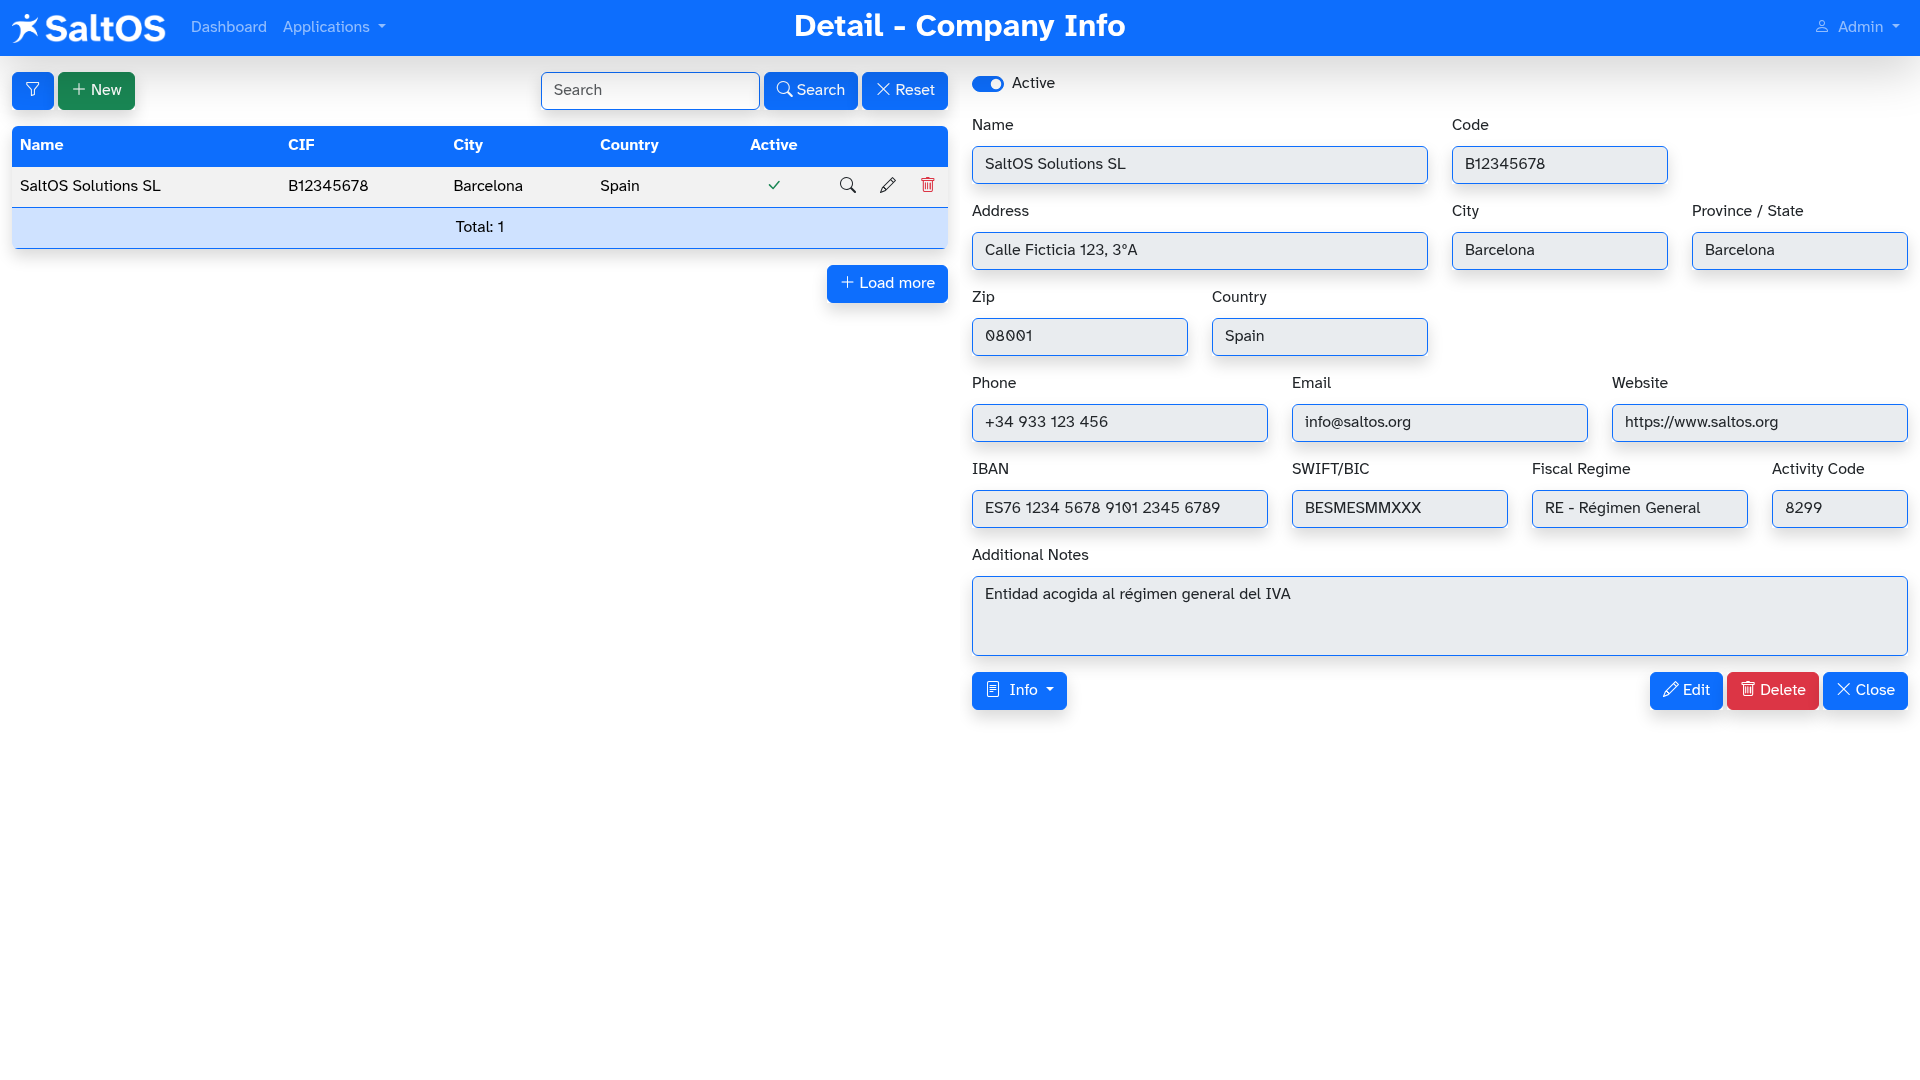 SaltOS Dashboard Applications Detail - Company Info Admin
New Search Search Reset
Name CIF City Country Active
SaltOS Solutions SL B12345678 Barcelona Spain
Total: 1
Load more
Active
Name Code
SaltOS Solutions SL B12345678
Address City Province / State
Calle Ficticia 123, 3ºA Barcelona Barcelona
Zip Country
08001 Spain
Phone Email Website
+34 933 123 456 info@saltos.org https://www.saltos.org
IBAN SWIFT/BIC Fiscal Regime Activity Code
ES76 1234 5678 9101 2345 6789 BESMESMMXXX RE - Régimen General 8299
Additional Notes
Entidad acogida al régimen general del IVA
Info Edit Delete Close